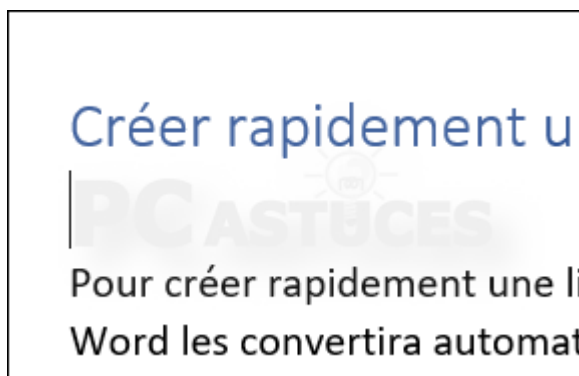 Créer rapidement u
PC ASTUCES
Pour créer rapidement une li
Word les convertira automat